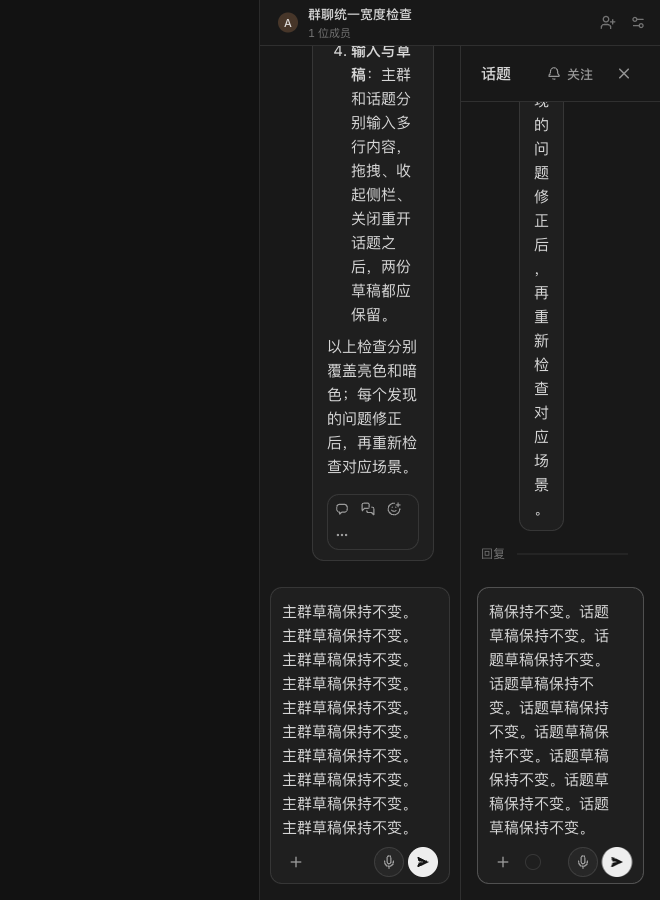 A
群聊统一宽度检查
1 位成员
4. 输入与草
稿：主群
和话题分
别输入多
行内容，
拖拽、收
起侧栏、
关闭重开
话题之
后，两份
草稿都应
保留。
以上检查分别
覆盖亮色和暗
色；每个发现
的问题修正
后，再重新检
查对应场景。
主群草稿保持不变。
主群草稿保持不变。
主群草稿保持不变。
主群草稿保持不变。
主群草稿保持不变。
主群草稿保持不变。
主群草稿保持不变。
主群草稿保持不变。
主群草稿保持不变。
主群草稿保持不变。
话题
关注
现
的
问
题
修
正
后
，
再
重
新
检
查
对
应
场
景
。
回复
稿保持不变。话题
草稿保持不变。话
题草稿保持不变。
话题草稿保持不
变。话题草稿保持
不变。话题草稿保
持不变。话题草稿
保持不变。话题草
稿保持不变。话题
草稿保持不变。